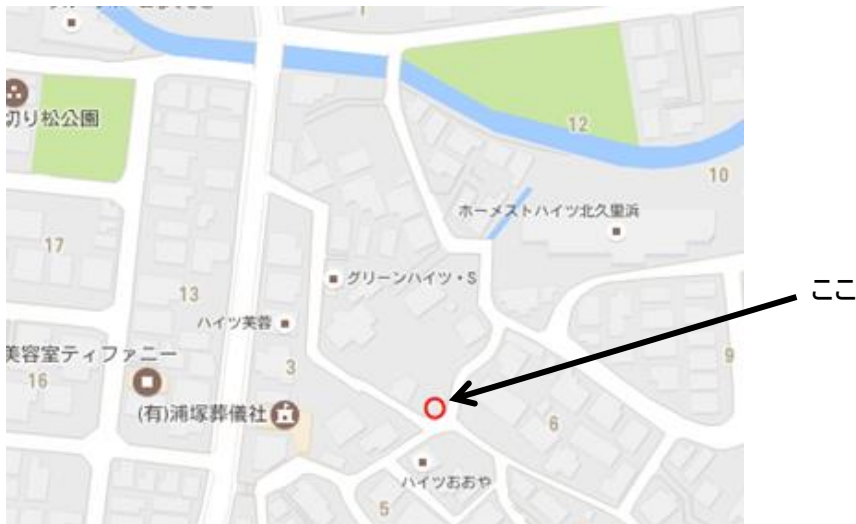 1
切り松公園
12
10
ホーメストハイツ北久里浜
17
グリーンハイツ・S
13
ここ
ハイツ芙蓉
美容室ティファニー
3
9
16
(有)浦塚葬儀社
6
ハイツおおや
5